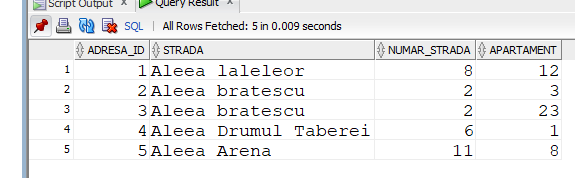 Script Output × Query Result ×
SQL | All Rows Fetched: 5 in 0.009 seconds
ADRESA_ID STRADA NUMAR_STRADA APARTAMENT
1 1 Aleea laleleor 8 12
2 2 Aleea bratescu 2 3
3 3 Aleea bratescu 2 23
4 4 Aleea Drumul Taberei 6 1
5 5 Aleea Arena 11 8